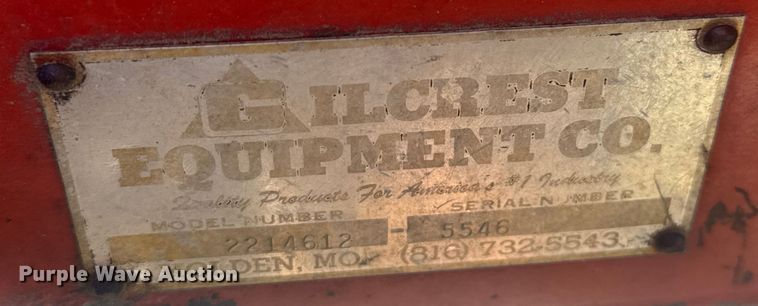 GILCREST
EQUIPMENT CO.
Quality Products For America's #1 Industry
MODEL NUMBER SERIAL NUMBER
2214612 - 5546
HOLDEN, MO. (816) 732-5543
Purple Wave Auction